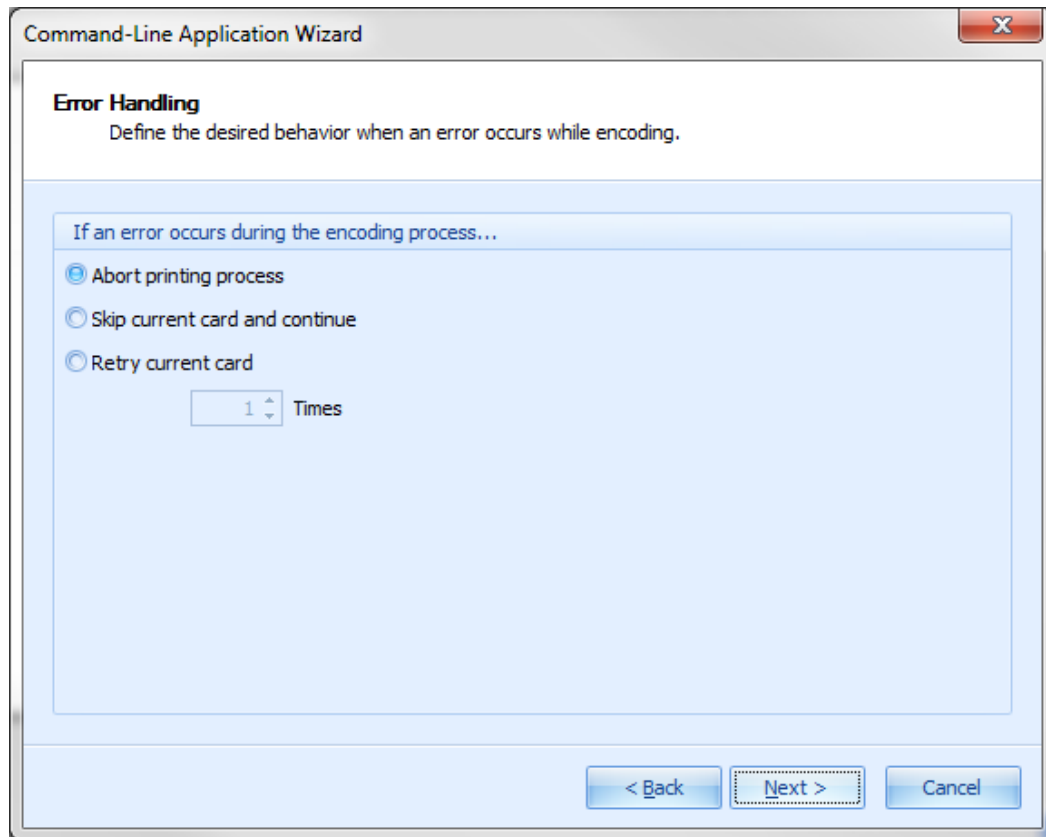 Command-Line Application Wizard
Error Handling
Define the desired behavior when an error occurs while encoding.
If an error occurs during the encoding process...
Abort printing process
Skip current card and continue
Retry current card
1 Times
< Back Next > Cancel